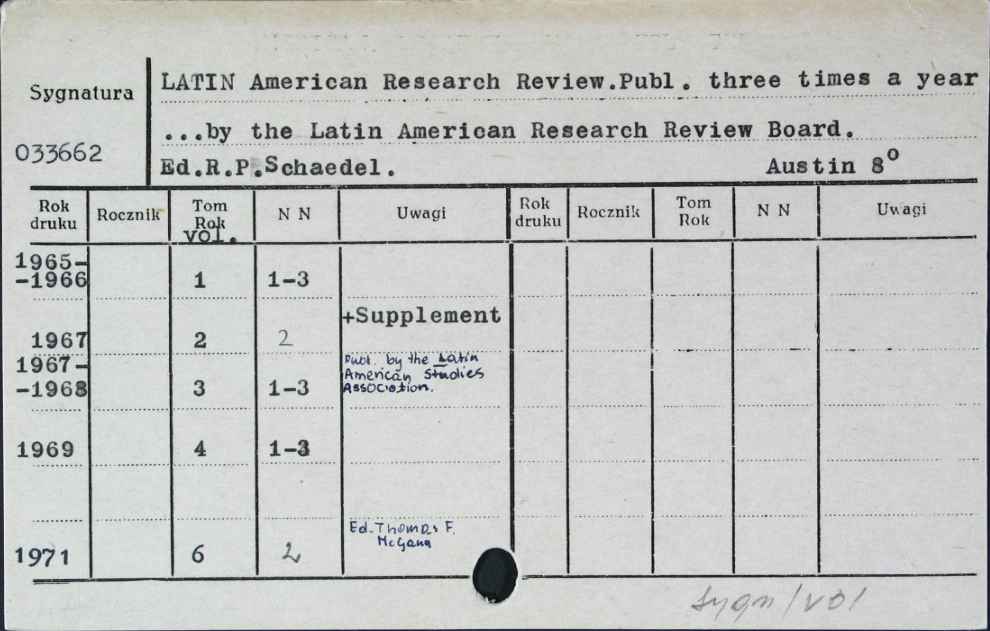 LATIN American Research Review.Publ. three times a year
Sygnatura
...by the Latin American Research Review Board.
033662
Ed.R.P.Schaedel. Austin 8⁰
Rok druku Rocznik Tom Rok N N Uwagi Rok druku Rocznik Tom Rok N N Uwagi
vol.
1965-
-1966 1 1-3
+Supplement
1967 2 2
1967-
-1968 3 1-3
Publ. by the Latin
American Studies
Association.
1969 4 1-3
Ed. Thomas F.
McGann
1971 6 2
sygn/vol